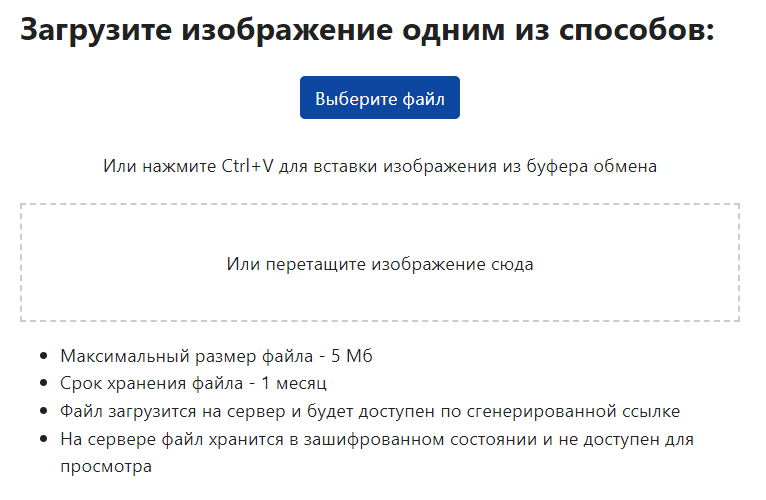 Загрузите изображение одним из способов:
Выберите файл
Или нажмите Ctrl+V для вставки изображения из буфера обмена
Или перетащите изображение сюда
• Максимальный размер файла - 5 Мб
• Срок хранения файла - 1 месяц
• Файл загрузится на сервер и будет доступен по сгенерированной ссылке
• На сервере файл хранится в зашифрованном состоянии и не доступен для
просмотра